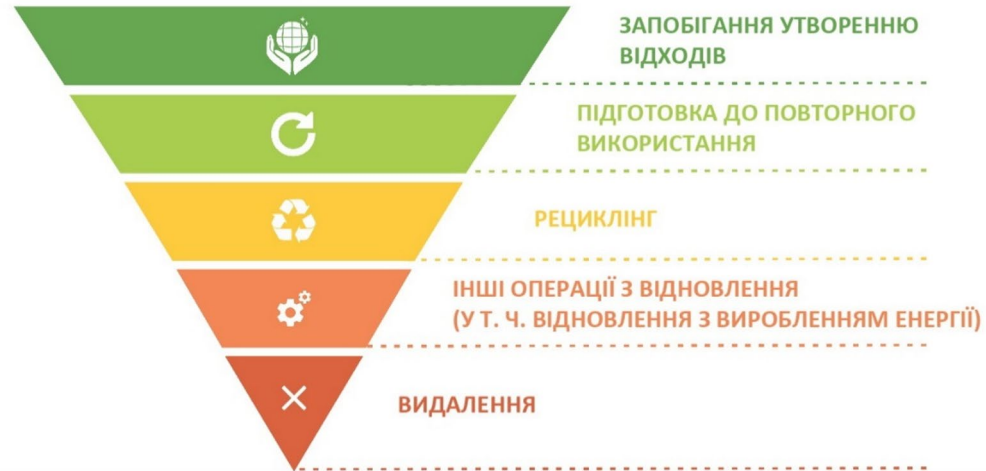 ЗАПОБІГАННЯ УТВОРЕННЮ
ВІДХОДІВ
ПІДГОТОВКА ДО ПОВТОРНОГО
ВИКОРИСТАННЯ
РЕЦИКЛІНГ
ІНШІ ОПЕРАЦІЇ З ВІДНОВЛЕННЯ
(У Т. Ч. ВІДНОВЛЕННЯ З ВИРОБЛЕННЯМ ЕНЕРГІЇ)
ВИДАЛЕННЯ